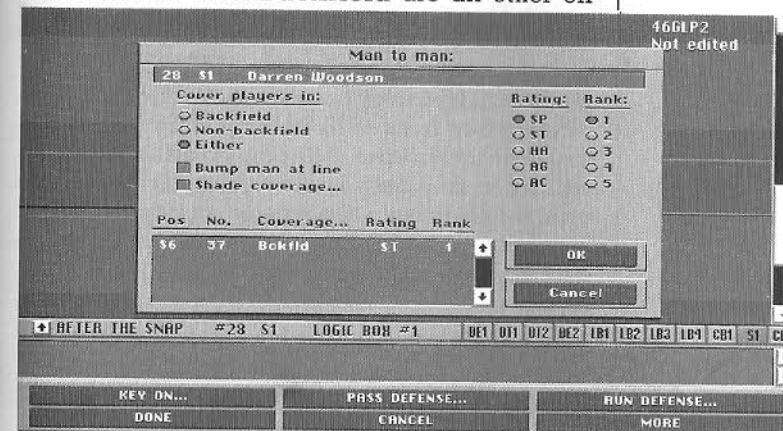 are all other
46GLP2
Not edited
Man to man:
28 S1 Darren Woodson
Cover players in:
Backfield
Non-backfield
Either
Bump man at line
Shade coverage...
Rating: Rank:
SP 1
ST 2
HA 3
AG 4
AC 5
Pos No. Coverage... Rating Rank
S6 37 Bckfld ST 1
OK
Cancel
AFTER THE SNAP #28 S1 LOGIC BOX #1 DE1 DT1 DT2 DE2 LB1 LB2 LB3 LB4 CB1 S1
KEY ON... PASS DEFENSE... RUN DEFENSE...
DONE CANCEL MORE